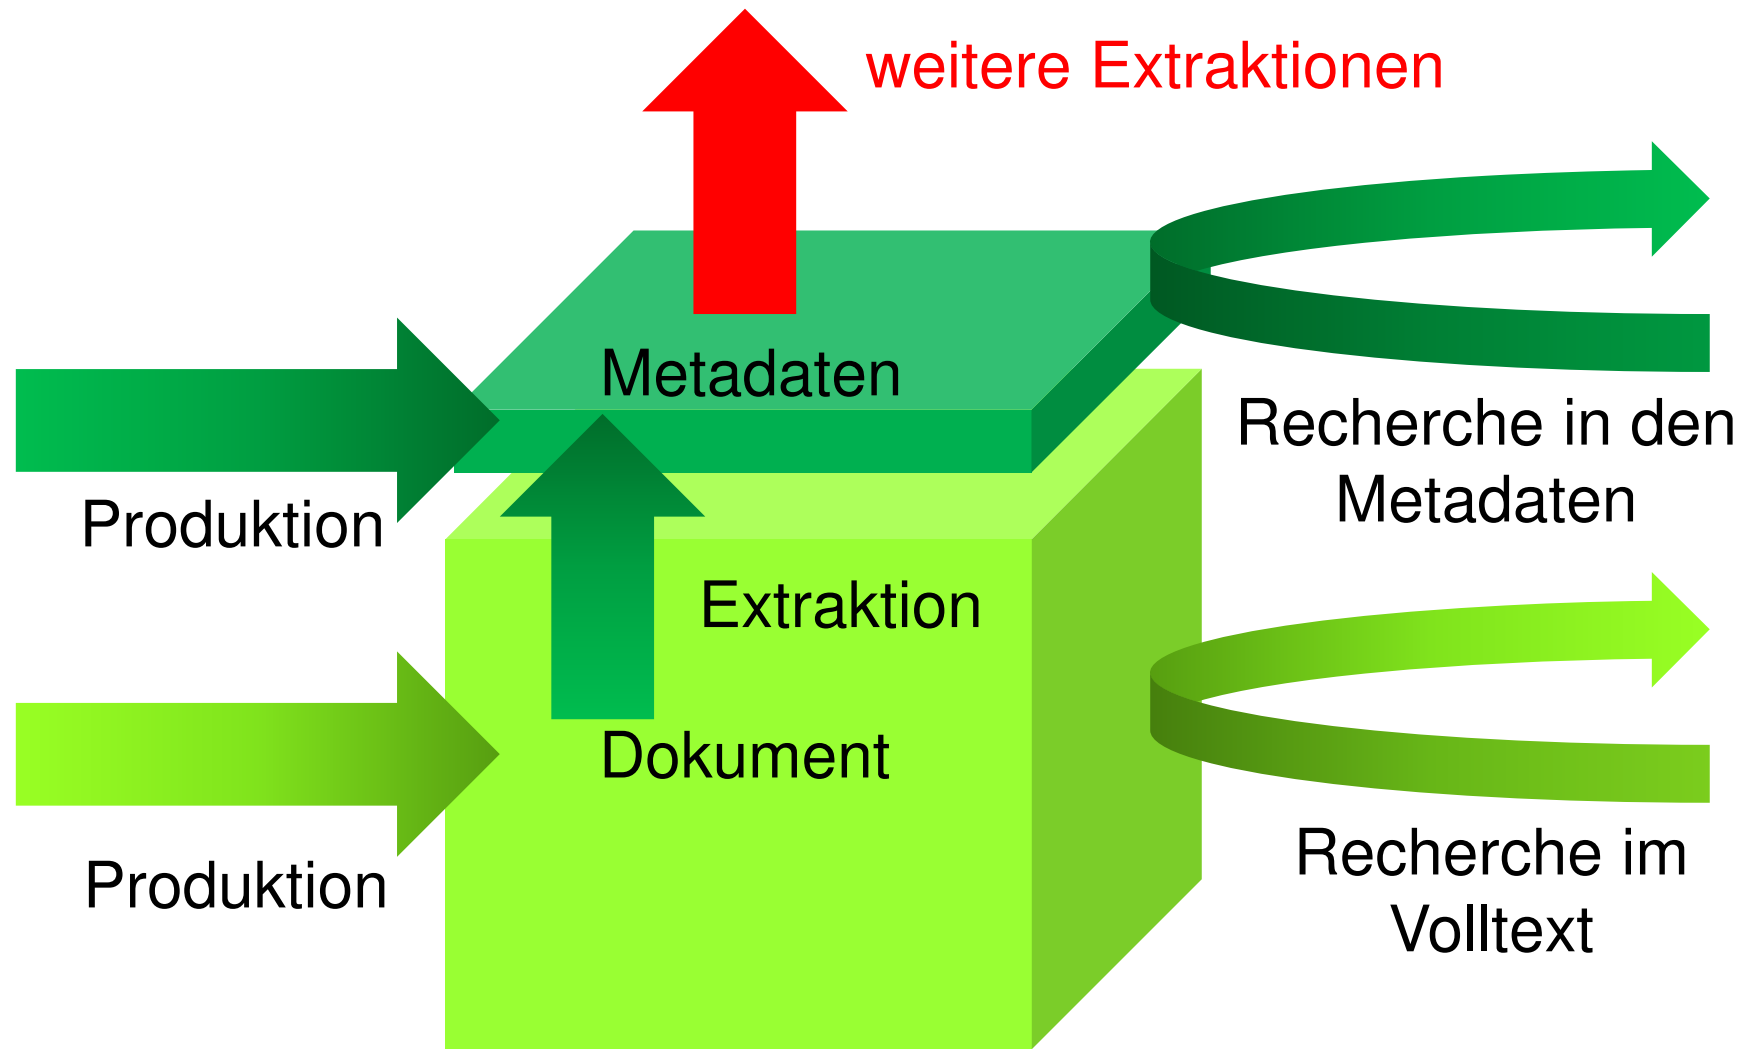 weitere Extraktionen
Metadaten
Recherche in den
Metadaten
Produktion
Extraktion
Dokument
Produktion
Recherche im
Volltext